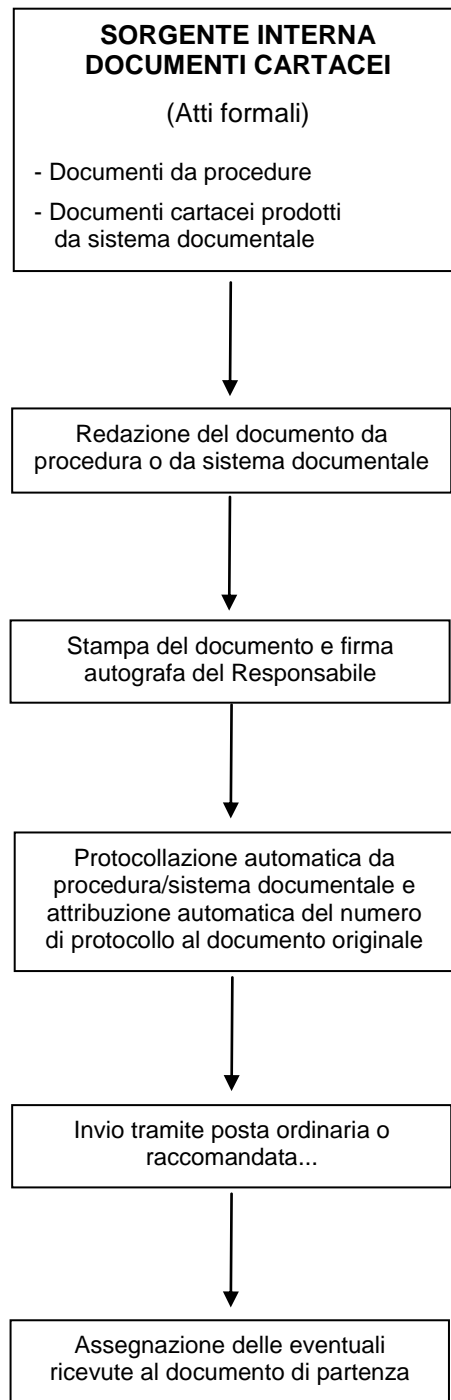 SORGENTE INTERNA
DOCUMENTI CARTACEI
(Atti formali)
- Documenti da procedure
- Documenti cartacei prodotti
da sistema documentale
Redazione del documento da
procedura o da sistema documentale
Stampa del documento e firma
autografa del Responsabile
Protocollazione automatica da
procedura/sistema documentale e
attribuzione automatica del numero
di protocollo al documento originale
Invio tramite posta ordinaria o
raccomandata...
Assegnazione delle eventuali
ricevute al documento di partenza